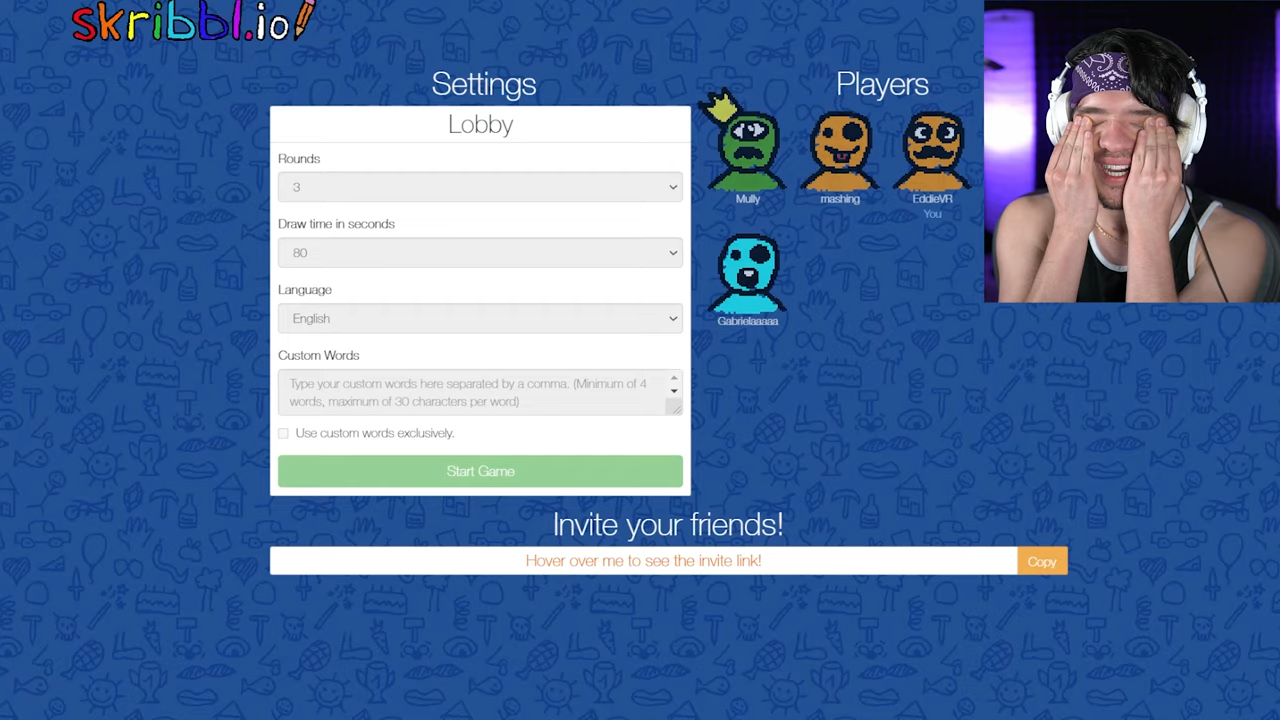 skribbl.io
Settings
Players
Lobby
Rounds
3
Draw time in seconds
80
Language
English
Custom Words
Type your custom words here separated by a comma. (Minimum of 4
words, maximum of 30 characters per word)
Use custom words exclusively.
Start Game
Mully
mashing
EddieVR
You
Gabrielaaaaa
Invite your friends!
Hover over me to see the invite link!
Copy